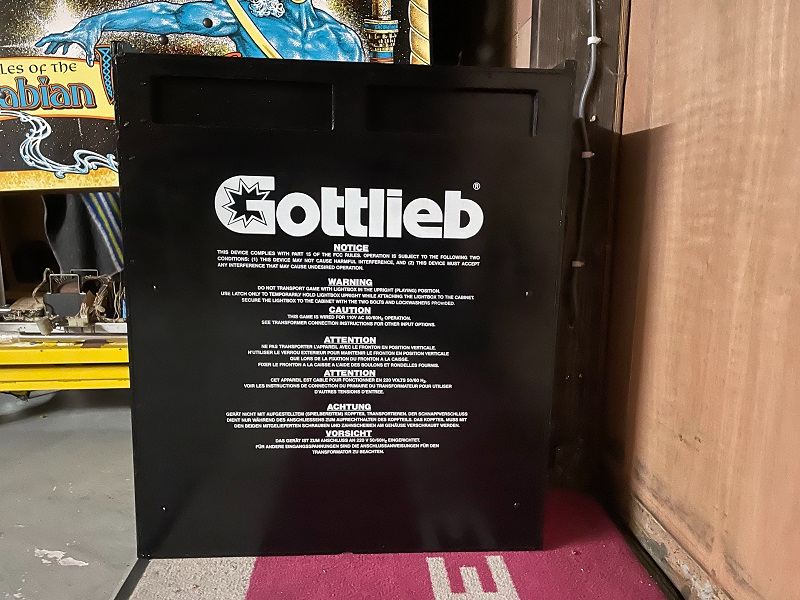 LES OF THE
abian
Gottlieb®
NOTICE
THIS DEVICE COMPLIES WITH PART 15 OF THE FCC RULES. OPERATION IS SUBJECT TO THE FOLLOWING TWO
CONDITIONS: (1) THIS DEVICE MAY NOT CAUSE HARMFUL INTERFERENCE, AND (2) THIS DEVICE MUST ACCEPT
ANY INTERFERENCE THAT MAY CAUSE UNDESIRED OPERATION.
WARNING
DO NOT TRANSPORT GAME WITH LIGHTBOX IN THE UPRIGHT (PLAYING) POSITION.
USE LATCH ONLY TO TEMPORARILY HOLD LIGHTBOX UPRIGHT WHILE ATTACHING THE LIGHTBOX TO THE CABINET.
SECURE THE LIGHTBOX TO THE CABINET WITH THE TWO BOLTS AND LOCKWASHERS PROVIDED.
CAUTION
THIS GAME IS WIRED FOR 110V AC 50/60Hz OPERATION.
SEE TRANSFORMER CONNECTION INSTRUCTIONS FOR OTHER INPUT OPTIONS.
ATTENTION
NE PAS TRANSPORTER L'APPAREIL AVEC LE FRONTON EN POSITION VERTICALE.
N'UTILISER LE VERROU EXTERIEUR POUR MAINTENIR LE FRONTON EN POSITION VERTICALE
QUE LORS DE LA FIXATION DU FRONTON A LA CAISSE.
FIXER LE FRONTON A LA CAISSE A L'AIDE DES BOULONS ET RONDELLES FOURNIS.
ATTENTION
CET APPAREIL EST CABLE POUR FONCTIONNER EN 220 VOLTS 50/60 Hz.
VOIR LES INSTRUCTIONS DE CONNECTION DU PRIMAIRE DU TRANSFORMATEUR POUR UTILISER
D'AUTRES TENSIONS D'ENTREE.
ACHTUNG
GERÄT NICHT MIT AUFGESTELLTEM (SPIELBEREITEM) KOPFTEIL TRANSPORTIEREN. DER SCHNAPPVERSCHLUSS
DIENT NUR WÄHREND DES ANSCHLIESSENS ZUM AUFRECHTHALTEN DES KOPFTEILS. DAS KOPFTEIL MUSS MIT
DEN BEIDEN MITGELIEFERTEN SCHRAUBEN UND ZAHNSCHEIBEN AM GEHÄUSE VERSCHRAUBT WERDEN.
VORSICHT
DAS GERÄT IST ZUM ANSCHLUSS AN 220 V 50/60Hz EINGERICHTET.
FÜR ANDERE EINGANGSSPANNUNGEN SIND DIE ANSCHLUSSANWEISUNGEN FÜR DEN
TRANSFORMATOR ZU BEACHTEN.
E